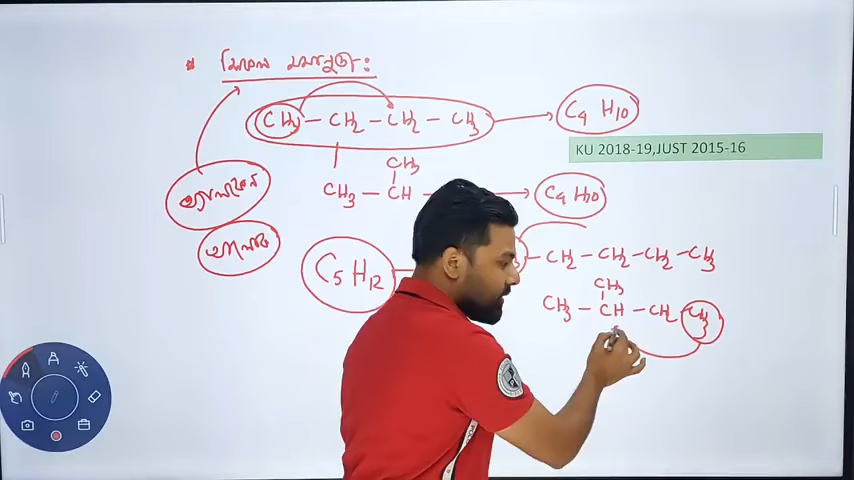 * শিকল সমানুতা:
CH₃ – CH₂ – CH₂ – CH₃ → C₄ H₁₀
KU 2018-19,JUST 2015-16
CH₃
CH₃ – CH – → C₄ H₁₀
অ্যালকেন
C₅ H₁₂ – CH₂ – CH₂ – CH₂ – CH₃
CH₃
CH₃ – CH – CH₂ – CH₃